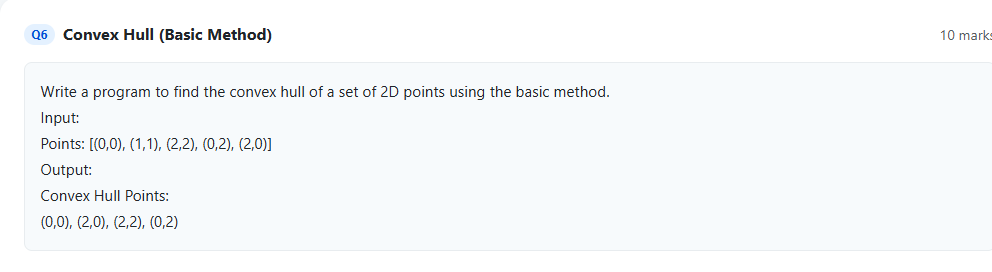 Q6 Convex Hull (Basic Method) 10 marks
Write a program to find the convex hull of a set of 2D points using the basic method.
Input:
Points: [(0,0), (1,1), (2,2), (0,2), (2,0)]
Output:
Convex Hull Points:
(0,0), (2,0), (2,2), (0,2)